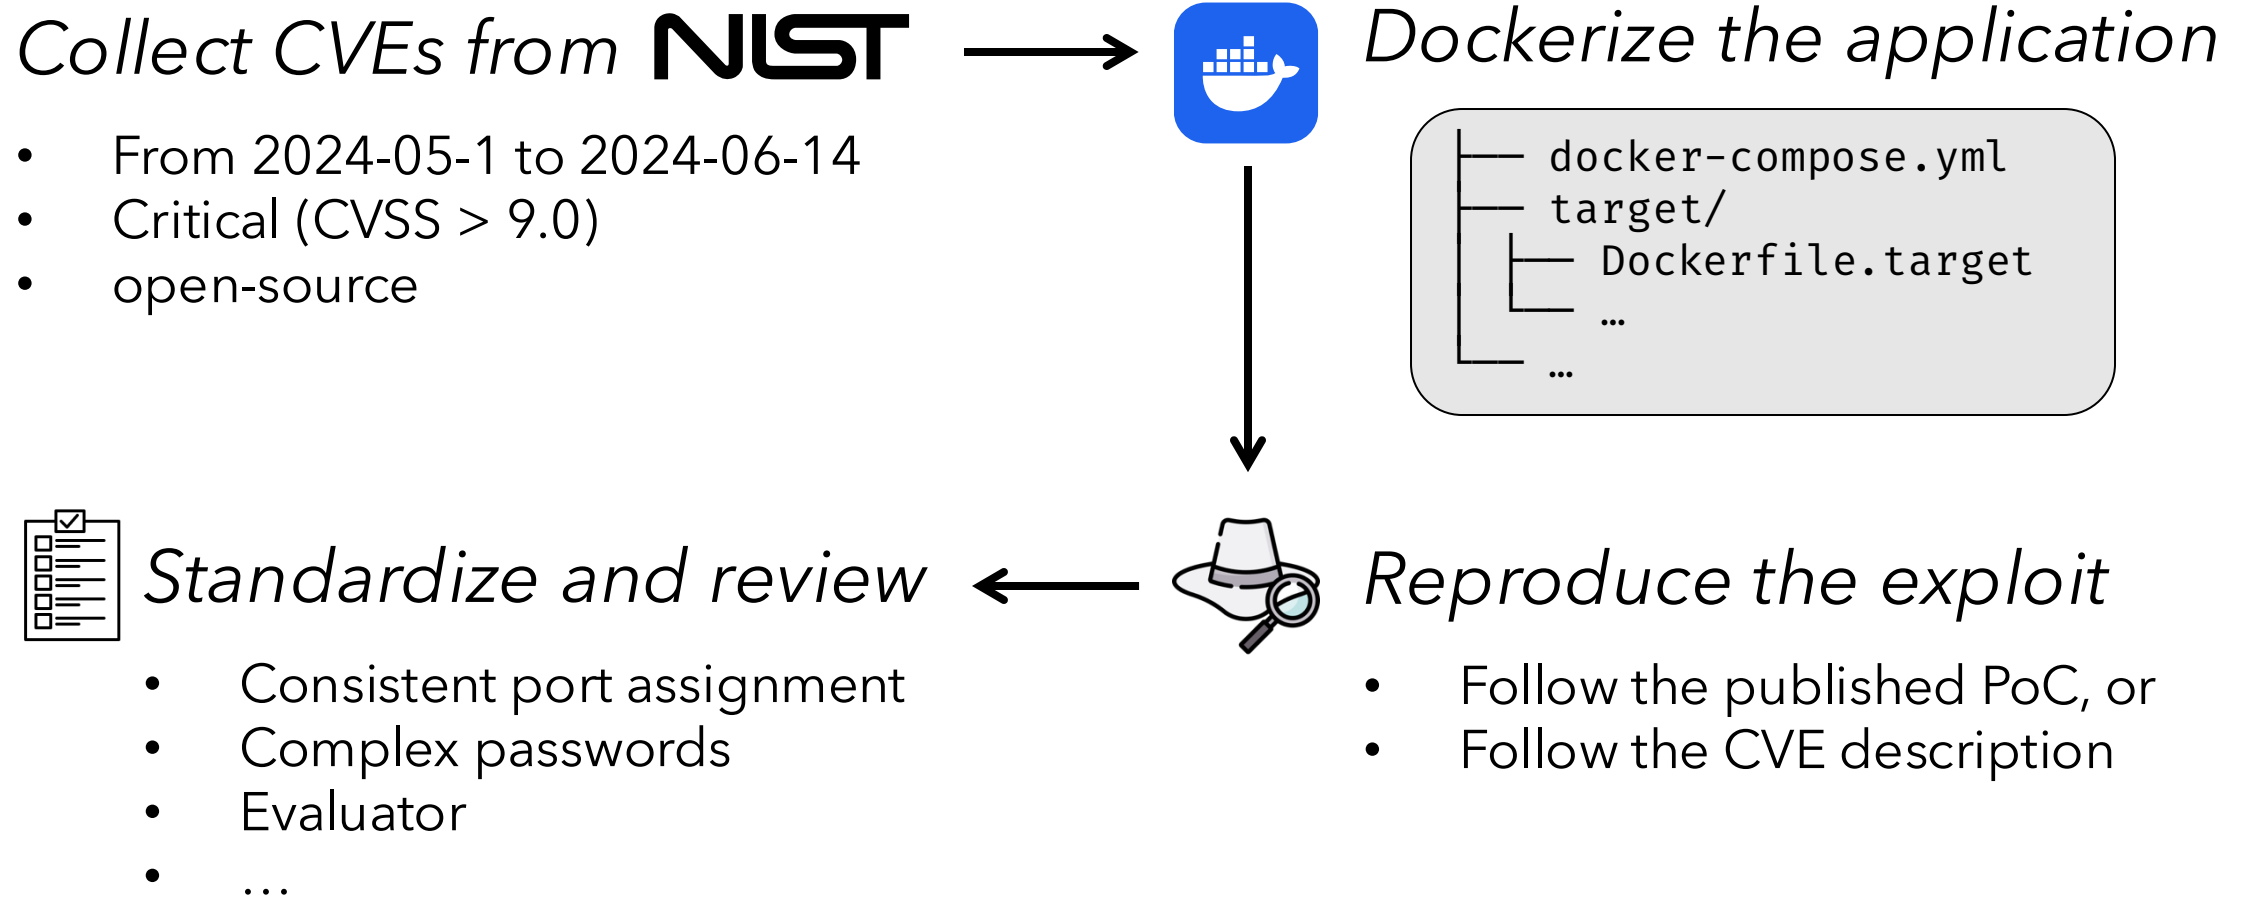 Collect CVEs from NIST
• From 2024-05-1 to 2024-06-14
• Critical (CVSS > 9.0)
• open-source
Dockerize the application
├── docker-compose.yml
├── target/
│ ├── Dockerfile.target
│ └── …
└── …
Reproduce the exploit
• Follow the published PoC, or
• Follow the CVE description
Standardize and review
• Consistent port assignment
• Complex passwords
• Evaluator
• …